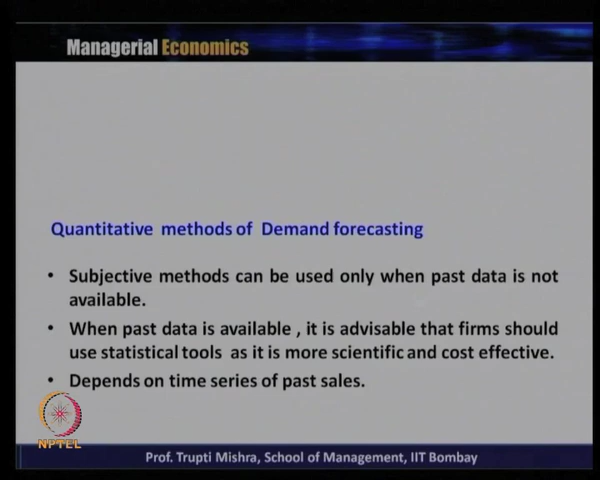 Managerial Economics
Quantitative methods of Demand forecasting
• Subjective methods can be used only when past data is not
available.
• When past data is available , it is advisable that firms should
use statistical tools as it is more scientific and cost effective.
• Depends on time series of past sales.
NPTEL
Prof. Trupti Mishra, School of Management, IIT Bombay